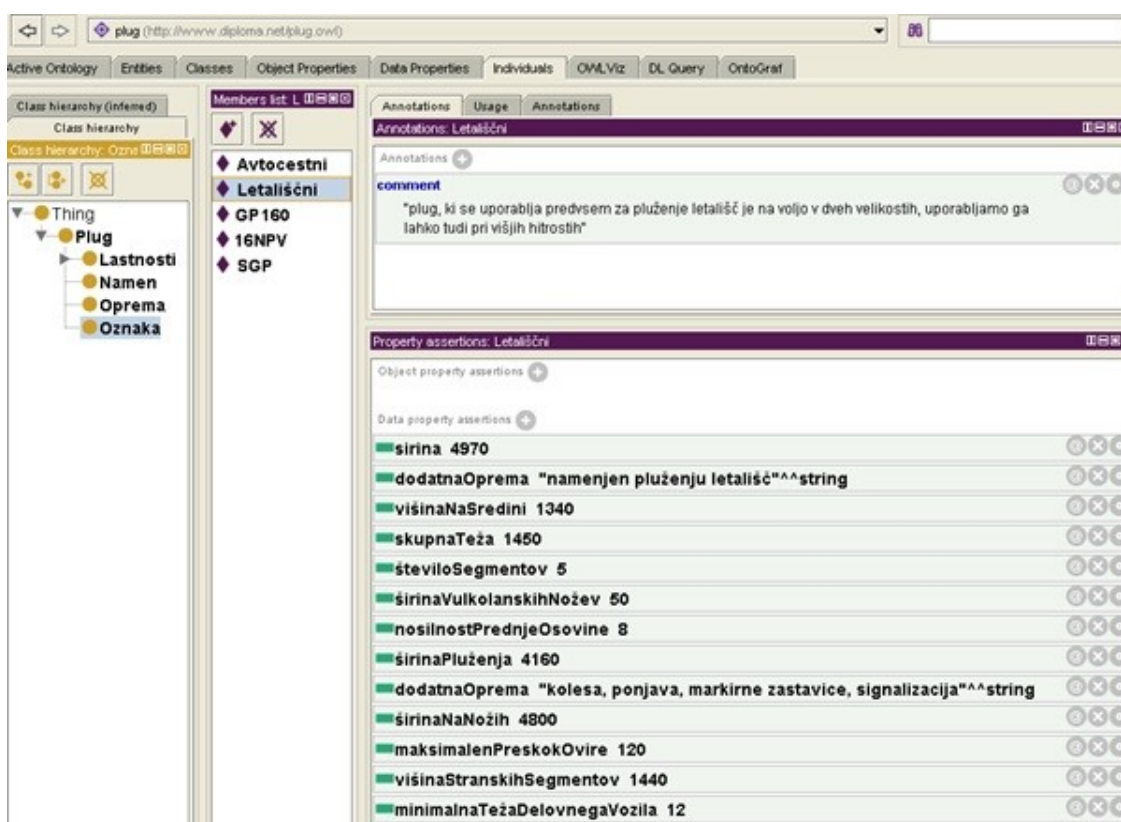 plug (http://www.diploma.net/plug.owl)
Active Ontology Entities Classes Object Properties Data Properties Individuals OWLViz DL Query OntoGraf
Class hierarchy (inferred)
Class hierarchy
Class hierarchy: Ozna
Thing
Plug
Lastnosti
Namen
Oprema
Oznaka
Members list: L
Avtocestni
Letališčni
GP160
16NPV
SGP
Annotations Usage Annotations
Annotations: Letališčni
Annotations
comment
"plug, ki se uporablja predvsem za pluženje letališč je na voljo v dveh velikostih, uporabljamo ga
lahko tudi pri višjih hitrostih"
Property assertions: Letališčni
Object property assertions
Data property assertions
sirina 4970
dodatnaOprema "namenjen pluženju letališč"^^string
višinaNaSredini 1340
skupnaTeža 1450
številoSegmentov 5
širinaVulkolanskihNožev 50
nosilnostPrednjeOsovine 8
širinaPluženja 4160
dodatnaOprema "kolesa, ponjava, markirne zastavice, signalizacija"^^string
širinaNaNožih 4800
maksimalenPreskokOvire 120
višinaStranskihSegmentov 1440
minimalnaTežaDelovnegaVozila 12